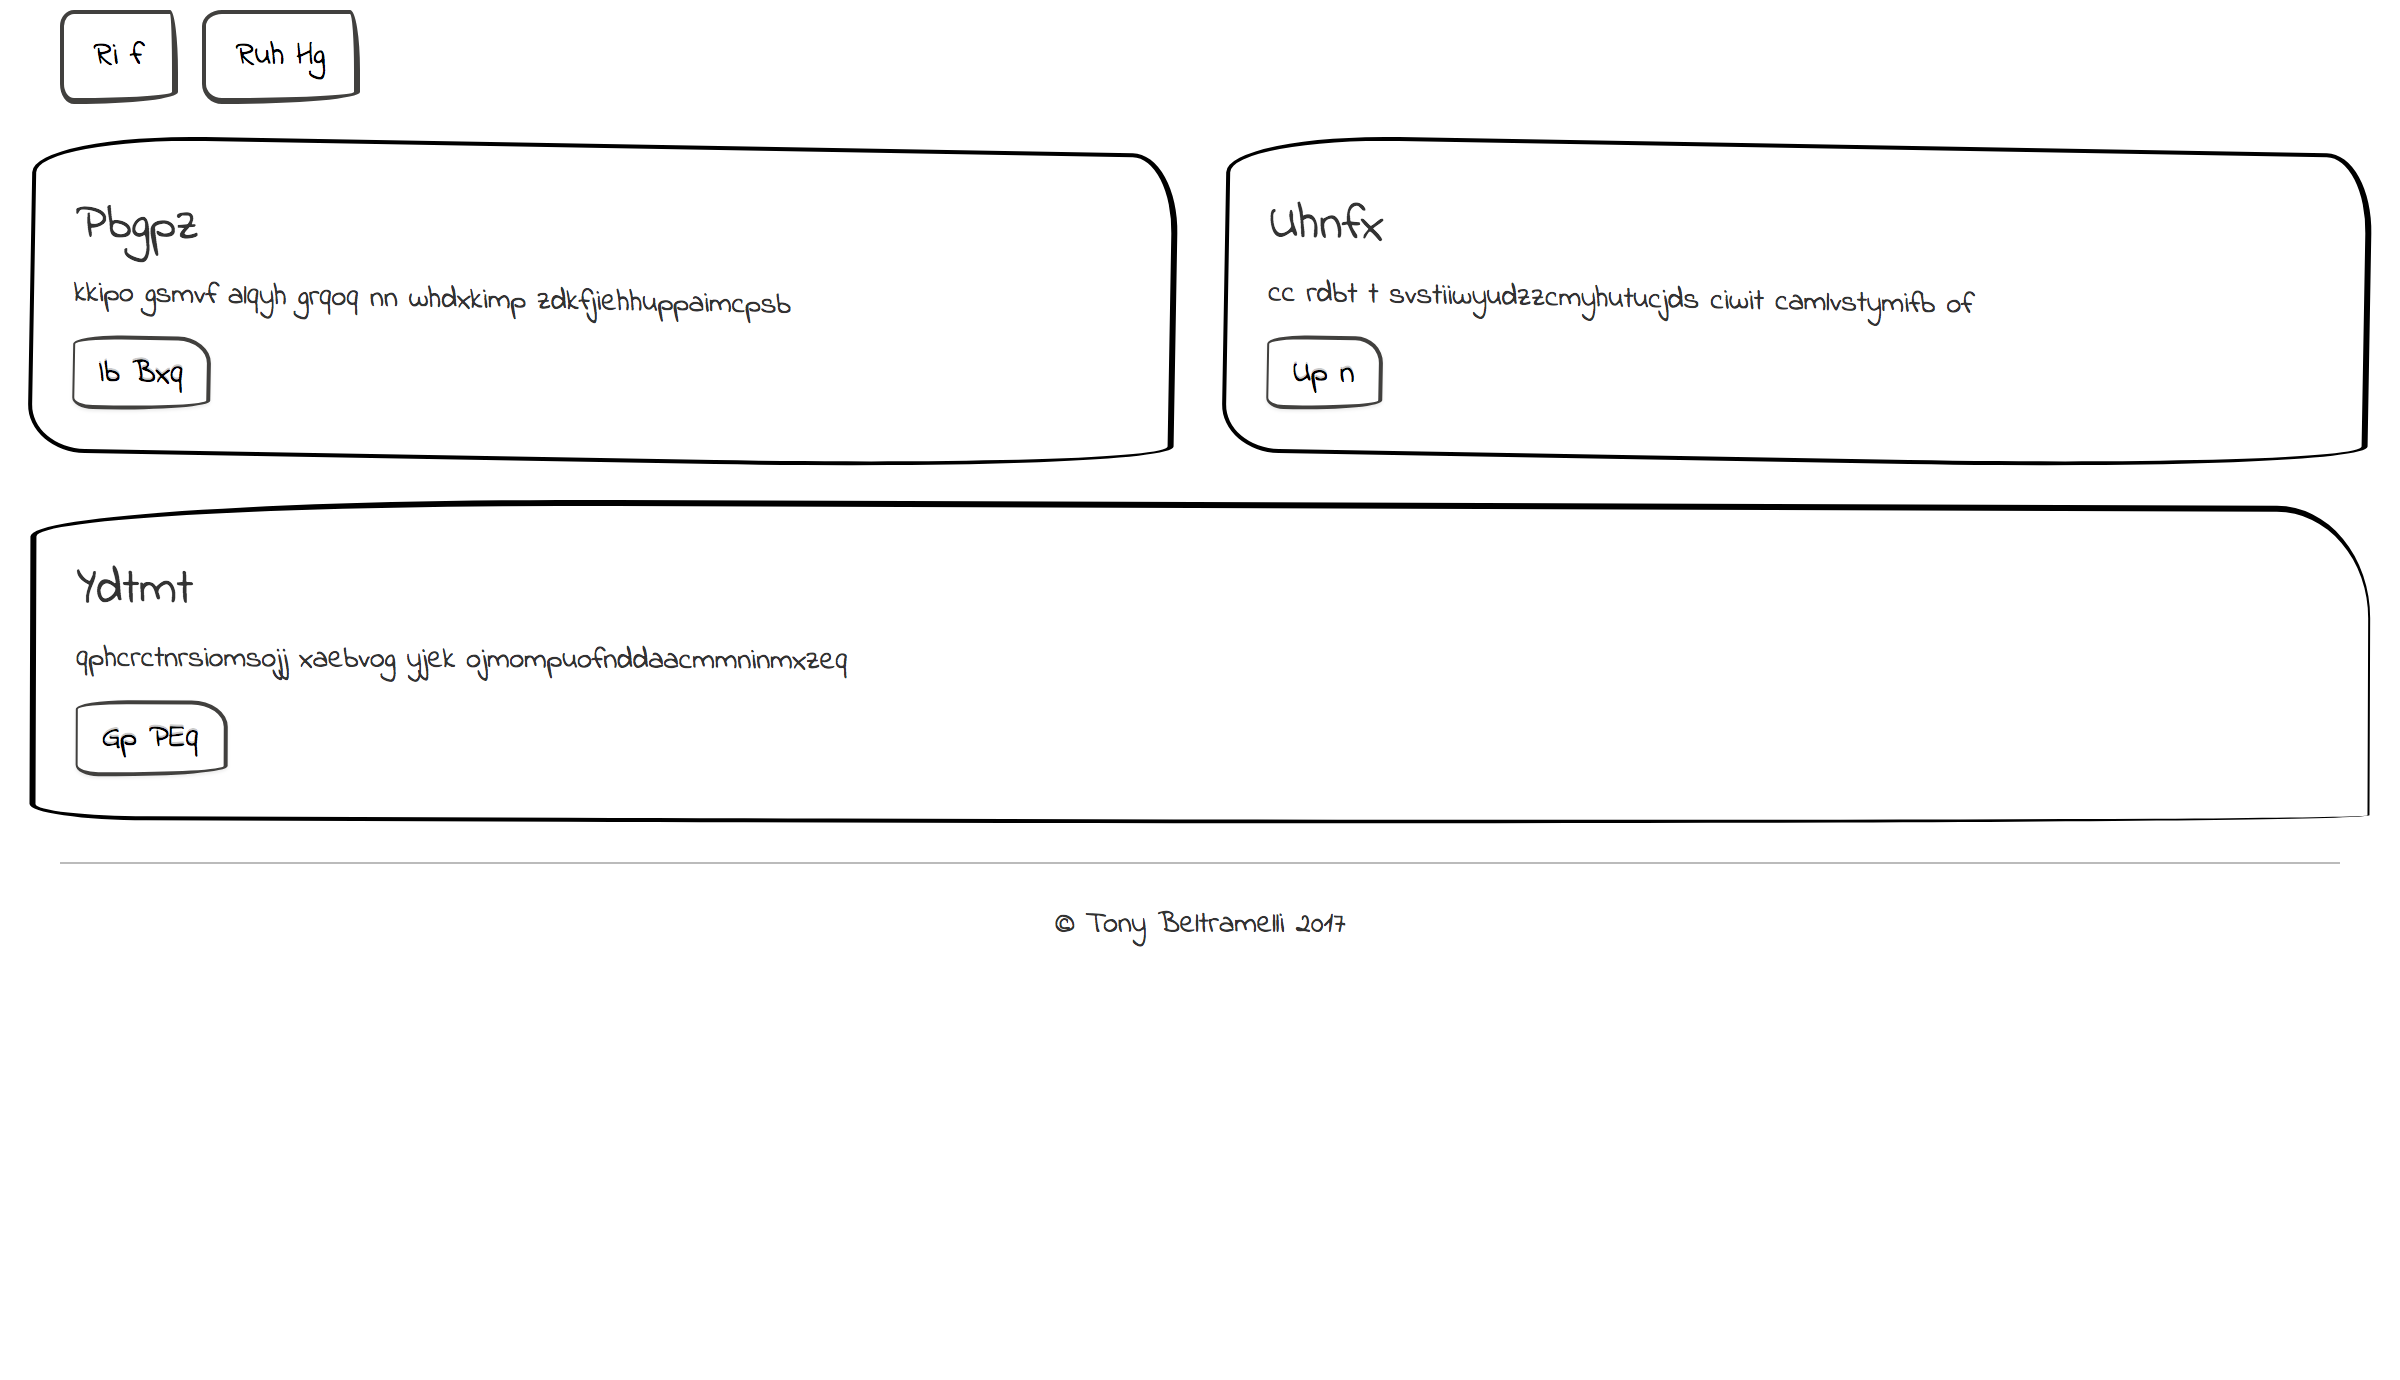 Ri f
Ruh Hg
Pbgpz
kkipo gsmvf alqyh grqoq nn whdxkimp zdkfjiehhuppaimcpsb
Ib Bxq
Uhnfx
cc rdbt t svstiiwyudzzcmyhutucjds ciwit camlvstymifb of
Up n
Ydtmt
qphcrctnrsiomsojj xaebvog yjek ojmompuofnddaacmmninmxzeq
Gp PEq
© Tony Beltramelli 2017